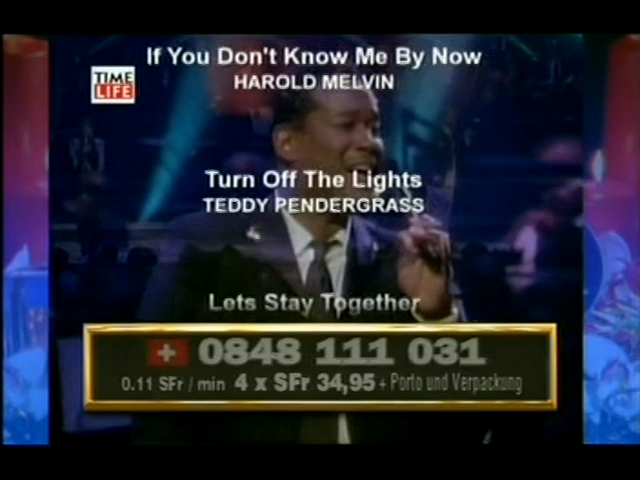 If You Don't Know Me By Now
HAROLD MELVIN
TIME
LIFE
Turn Off The Lights
TEDDY PENDERGRASS
Lets Stay Together
0848 111 031
0.11 SFr / min 4 x SFr 34,95 + Porto und Verpackung